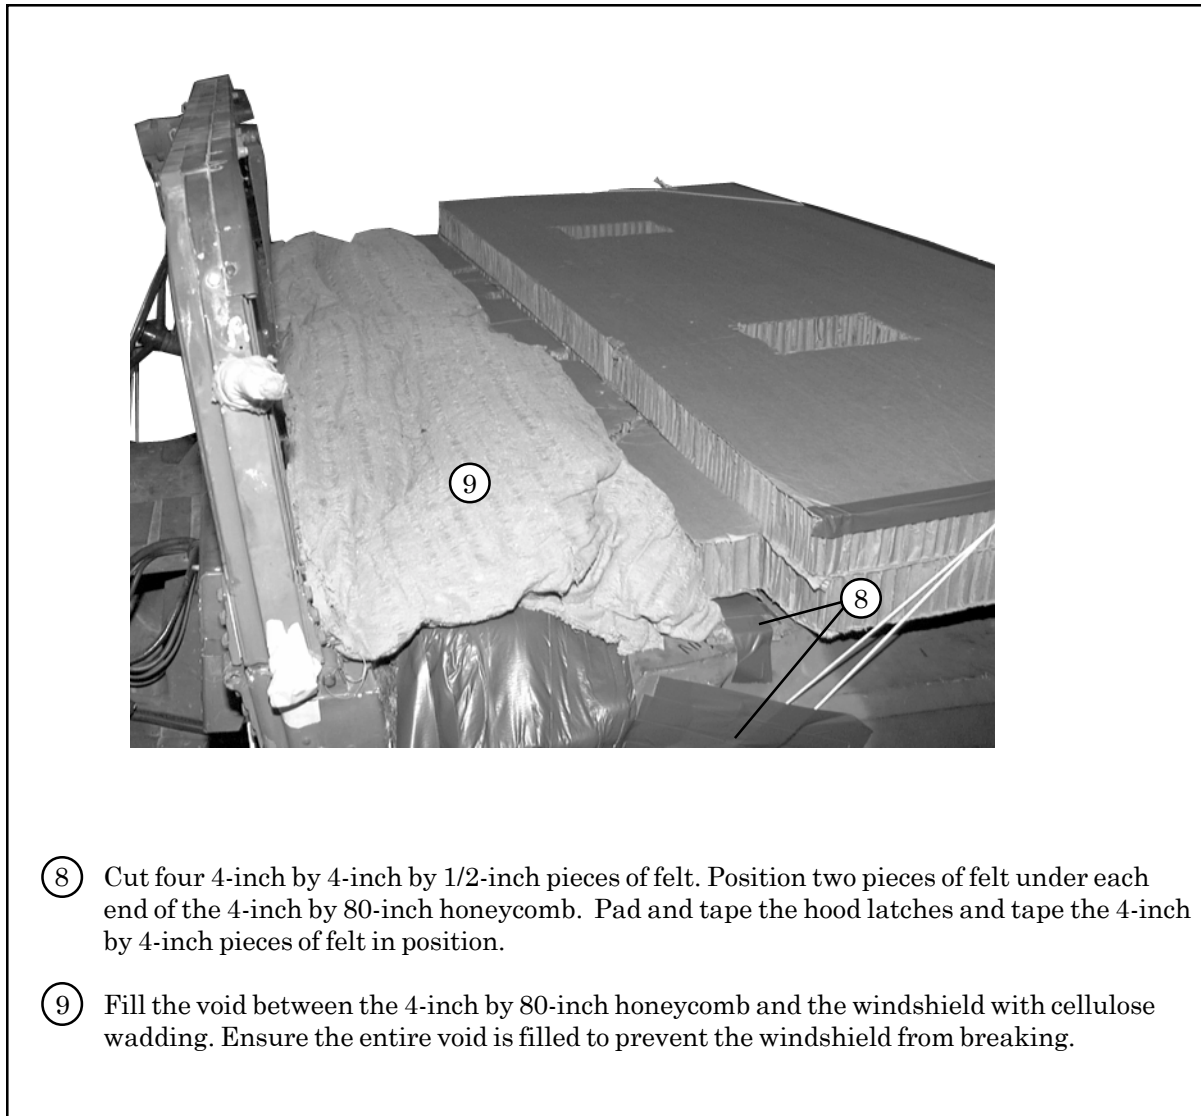 9
8
8 Cut four 4-inch by 4-inch by 1/2-inch pieces of felt. Position two pieces of felt under each
end of the 4-inch by 80-inch honeycomb. Pad and tape the hood latches and tape the 4-inch
by 4-inch pieces of felt in position.
9 Fill the void between the 4-inch by 80-inch honeycomb and the windshield with cellulose
wadding. Ensure the entire void is filled to prevent the windshield from breaking.